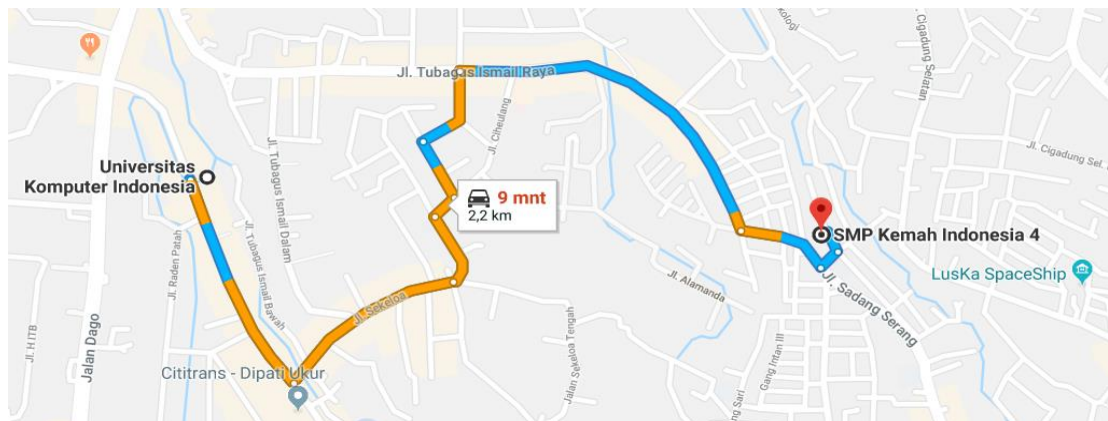 ekologi
Cigadung Selatan
Jl. Tubagus Ismail Raya
Jl. Ciheulang
Jl. Cigadung Sel.
Jl. Tubagus Ismail Dalam
Universitas
Komputer Indonesia
9 mnt
2,2 km
SMP Kemah Indonesia 4
Jl. Raden Patah
Jl. Tubagus Ismail Bawah
LusKa SpaceShip
Jl. Alamanda
Jl. Sadang Serang
Jl. Sekeloa
Jl. H ITB
Jalan Dago
Jalan Sekeloa Tengah
Gang Intan III
Cititrans - Dipati Ukur
Sari